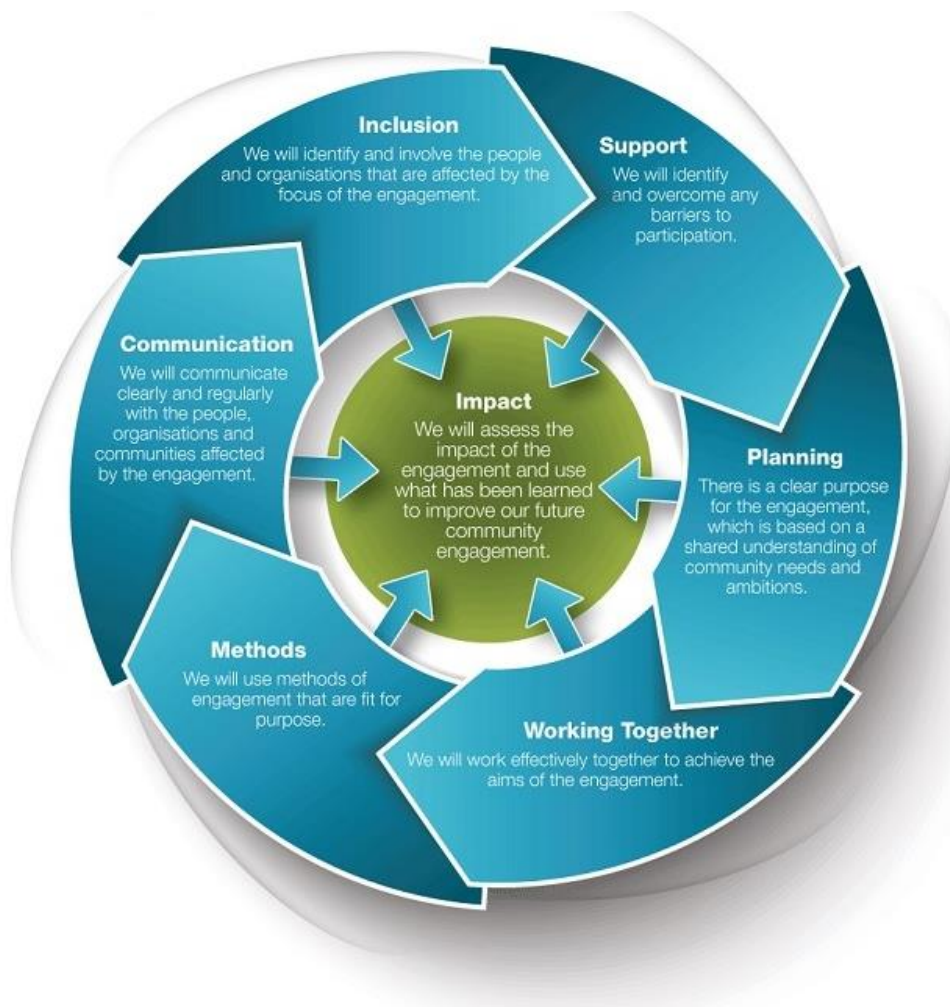 Inclusion
We will identify and involve the people
and organisations that are affected by the
focus of the engagement.
Support
We will identify
and overcome any
barriers to
participation.
Planning
There is a clear purpose
for the engagement,
which is based on a
shared understanding of
community needs and
ambitions.
Working Together
We will work effectively together to achieve the
aims of the engagement.
Methods
We will use methods of
engagement that are fit for
purpose.
Communication
We will communicate
clearly and regularly
with the people,
organisations and
communities affected
by the engagement.
Impact
We will assess the
impact of the
engagement and use
what has been learned
to improve our future
community
engagement.